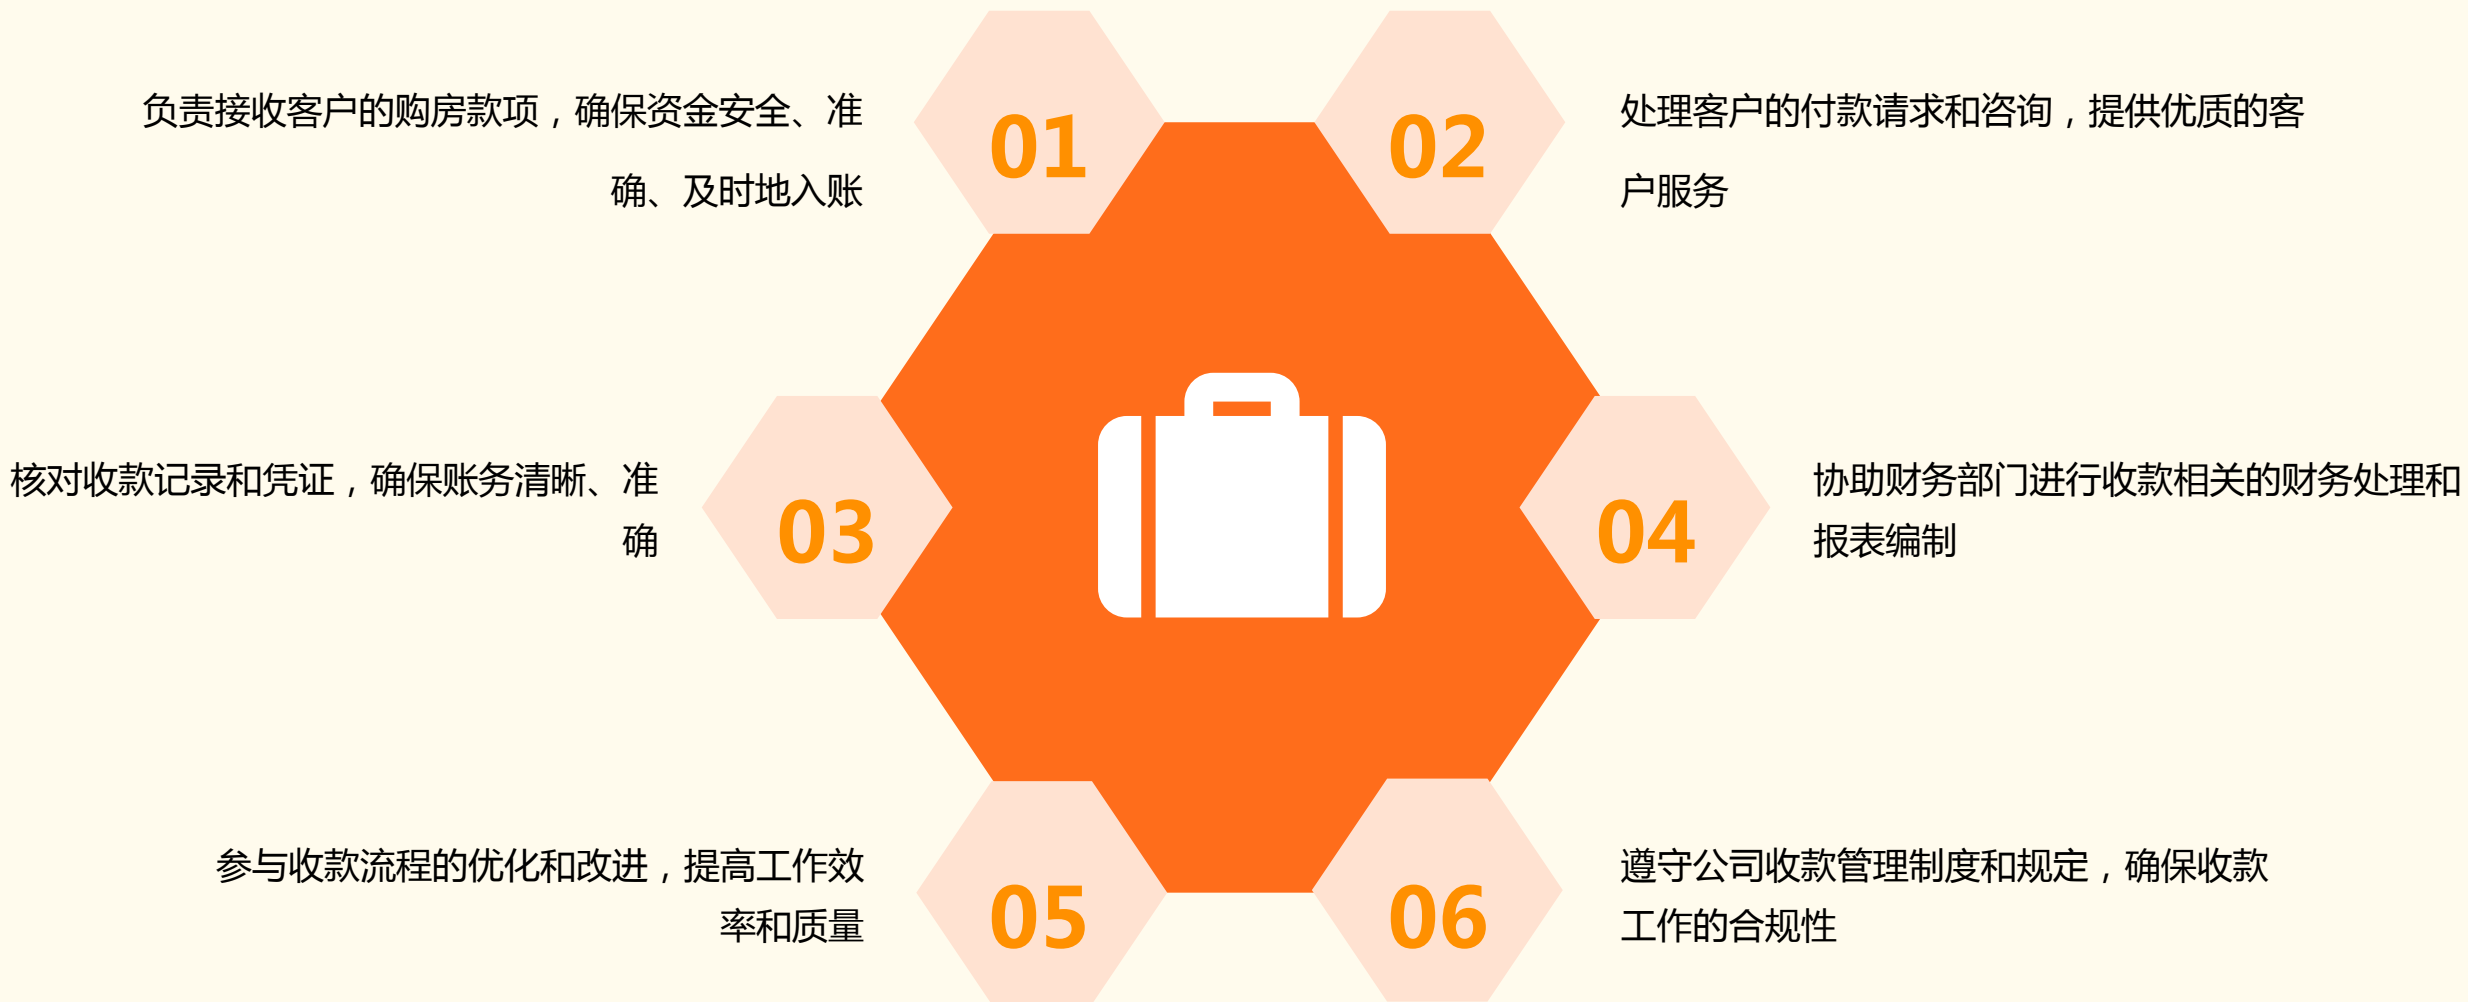 01
负责接收客户的购房款项，确保资金安全、准
确、及时地入账
02
处理客户的付款请求和咨询，提供优质的客
户服务
03
核对收款记录和凭证，确保账务清晰、准
确
04
协助财务部门进行收款相关的财务处理和
报表编制
05
参与收款流程的优化和改进，提高工作效
率和质量
06
遵守公司收款管理制度和规定，确保收款
工作的合规性